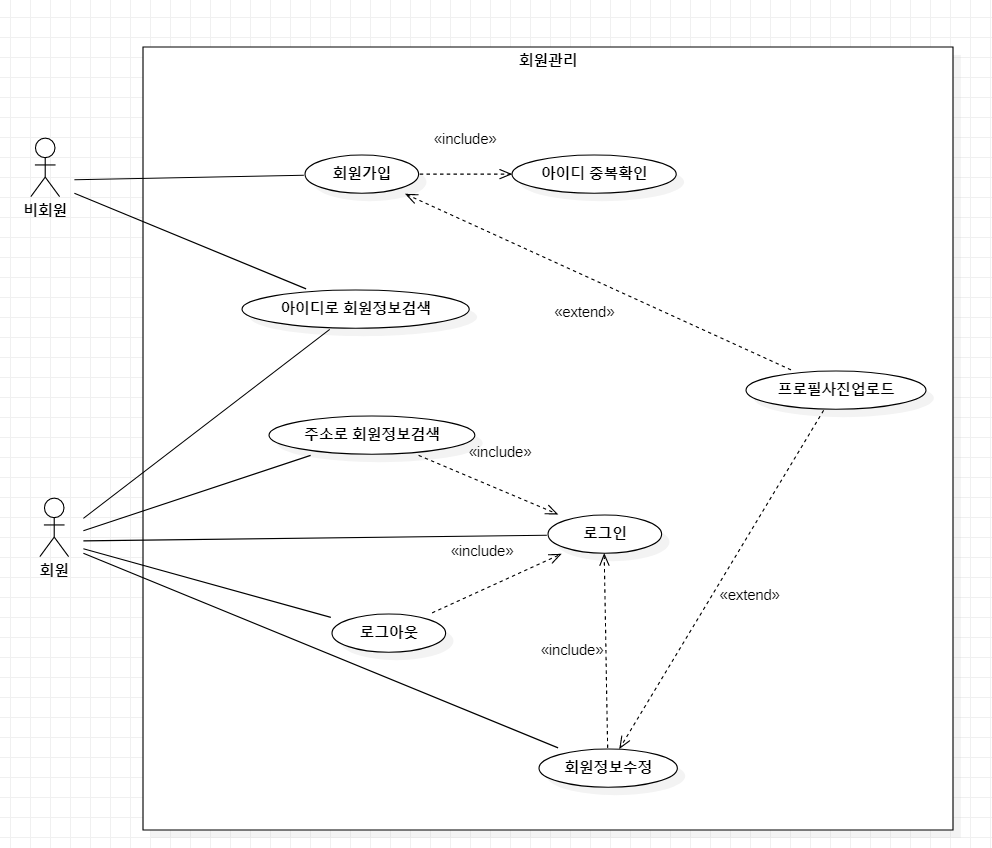 회원관리
«include»
비회원
회원가입
아이디 중복확인
아이디로 회원정보검색
«extend»
프로필사진업로드
주소로 회원정보검색
«include»
회원
로그인
«include»
«extend»
로그아웃
«include»
회원정보수정